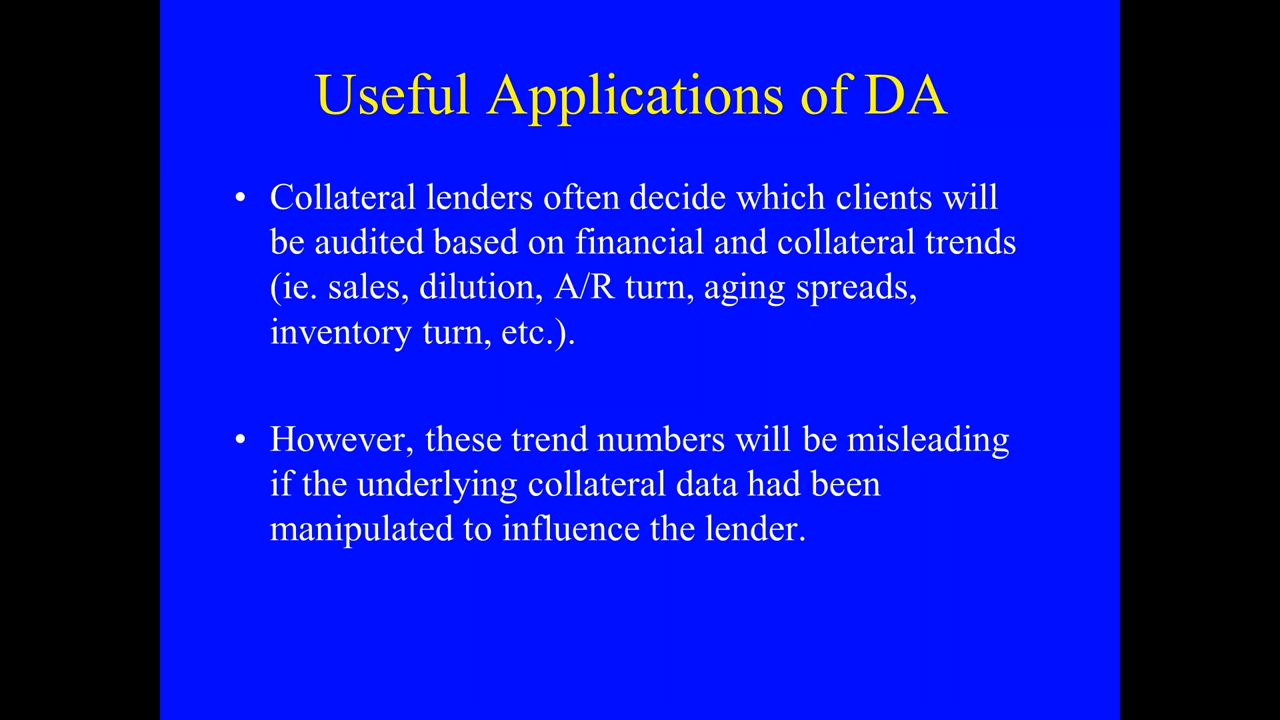 Useful Applications of DA
• Collateral lenders often decide which clients will
be audited based on financial and collateral trends
(ie. sales, dilution, A/R turn, aging spreads,
inventory turn, etc.).
• However, these trend numbers will be misleading
if the underlying collateral data had been
manipulated to influence the lender.